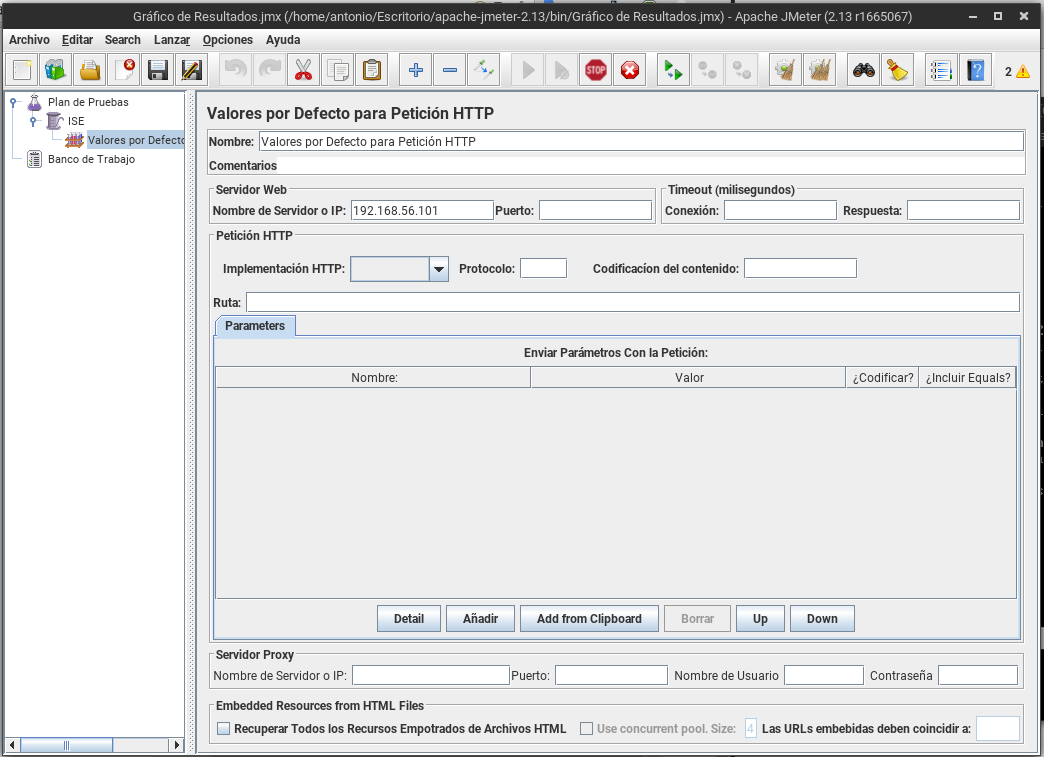 Gráfico de Resultados.jmx (/home/antonio/Escritorio/apache-jmeter-2.13/bin/Gráfico de Resultados.jmx) - Apache JMeter (2.13 r1665067)
Archivo Editar Search Lanzar Opciones Ayuda
STOP ? 2
Plan de Pruebas
ISE
Valores por Defecto
Banco de Trabajo
Valores por Defecto para Petición HTTP
Nombre: Valores por Defecto para Petición HTTP
Comentarios
Servidor Web
Nombre de Servidor o IP: 192.168.56.101 Puerto:
Timeout (milisegundos)
Conexión: Respuesta:
Petición HTTP
Implementación HTTP: Protocolo: Codificacíon del contenido:
Ruta:
Parameters
Enviar Parámetros Con la Petición:
Nombre: Valor ¿Codificar? ¿Incluir Equals?
Detail Añadir Add from Clipboard Borrar Up Down
Servidor Proxy
Nombre de Servidor o IP: Puerto: Nombre de Usuario Contraseña
Embedded Resources from HTML Files
Recuperar Todos los Recursos Empotrados de Archivos HTML Use concurrent pool. Size: 4 Las URLs embebidas deben coincidir a: